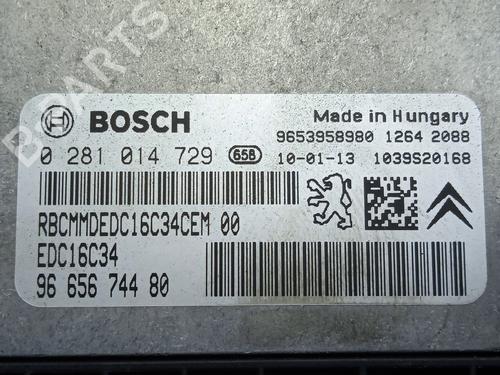 BOSCH
Made in Hungary
9653958980 1264 2088
0 281 014 729 658 10-01-13 1039S20168
RBCMMDEDC16C34CEM 00
EDC16C34
96 656 744 80